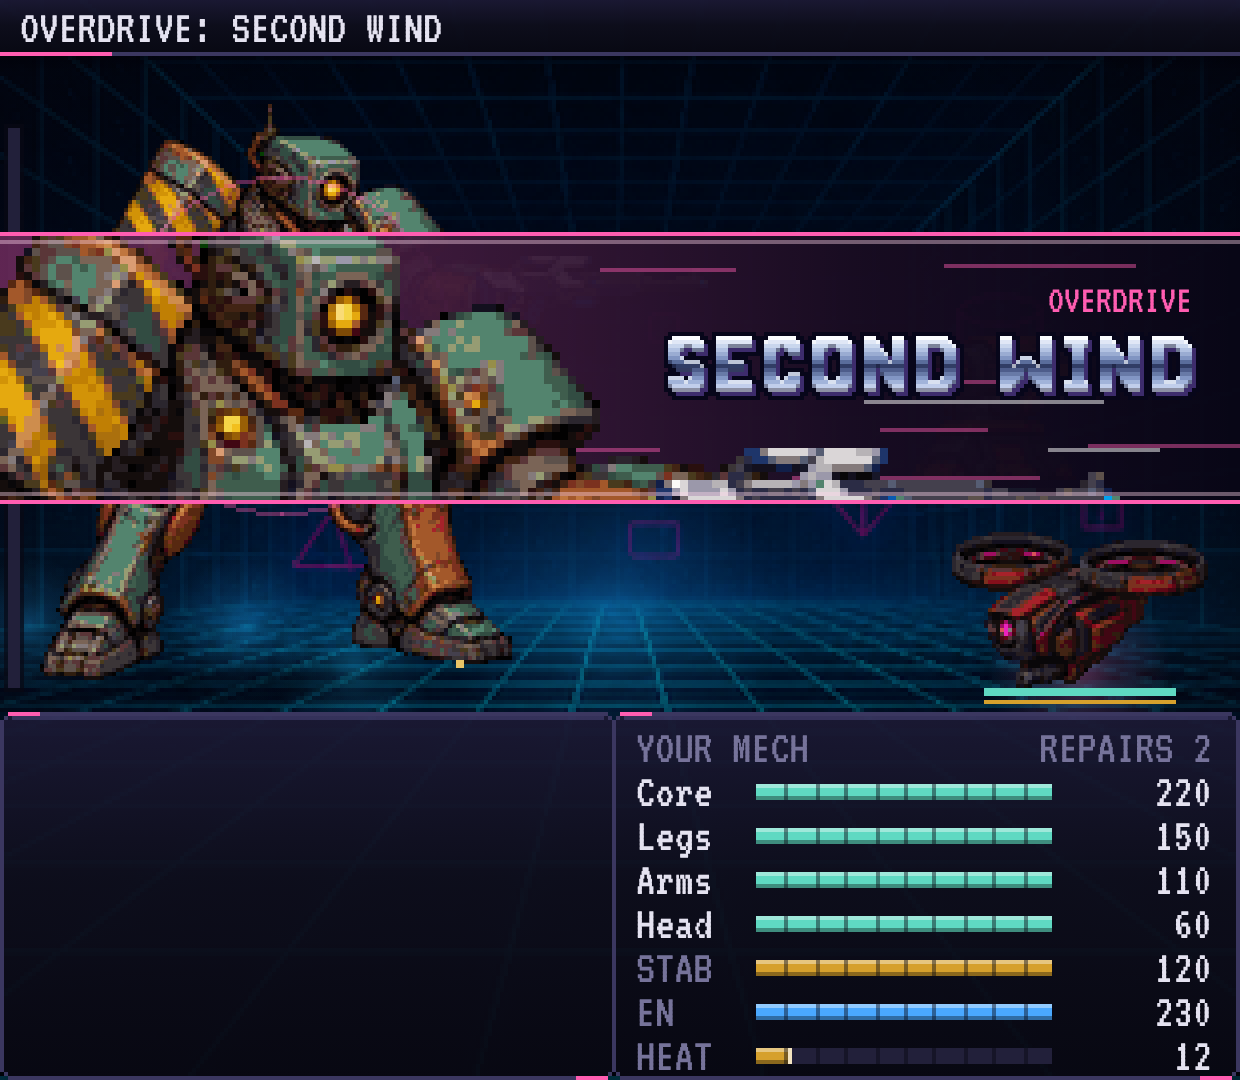 OVERDRIVE: SECOND WIND
OVERDRIVE
SECOND WIND
YOUR MECH REPAIRS 2
Core 220
Legs 150
Arms 110
Head 60
STAB 120
EN 230
HEAT 12